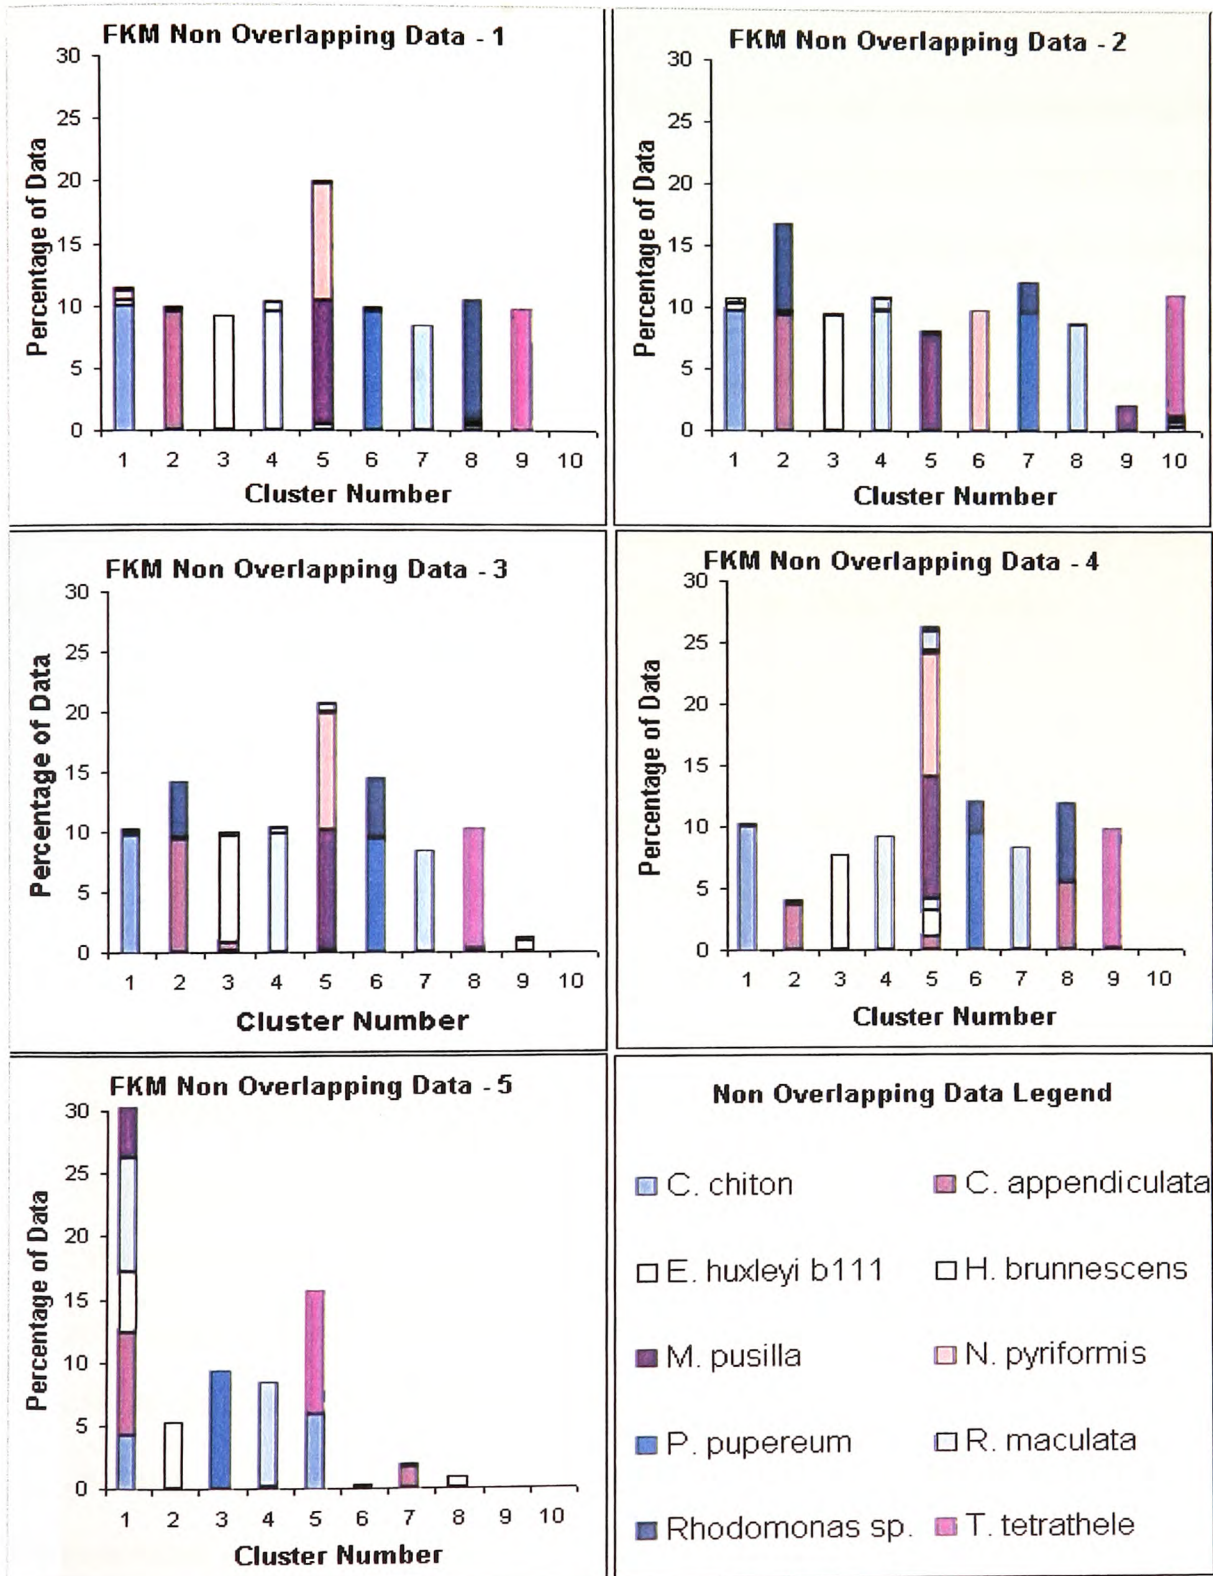 FKM Non Overlapping Data - 1
30
25
20
15
10
5
0
Percentage of Data
1 2 3 4 5 6 7 8 9 10
Cluster Number
FKM Non Overlapping Data - 2
30
25
20
15
10
5
0
Percentage of Data
1 2 3 4 5 6 7 8 9 10
Cluster Number
FKM Non Overlapping Data - 3
30
25
20
15
10
5
0
Percentage of Data
1 2 3 4 5 6 7 8 9 10
Cluster Number
FKM Non Overlapping Data - 4
30
25
20
15
10
5
0
Percentage of Data
1 2 3 4 5 6 7 8 9 10
Cluster Number
FKM Non Overlapping Data - 5
30
25
20
15
10
5
0
Percentage of Data
1 2 3 4 5 6 7 8 9 10
Cluster Number
Non Overlapping Data Legend
C. chiton C. appendiculata
E. huxleyi b111 H. brunnescens
M. pusilla N. pyriformis
P. pupereum R. maculata
Rhodomonas sp. T. tetrathele